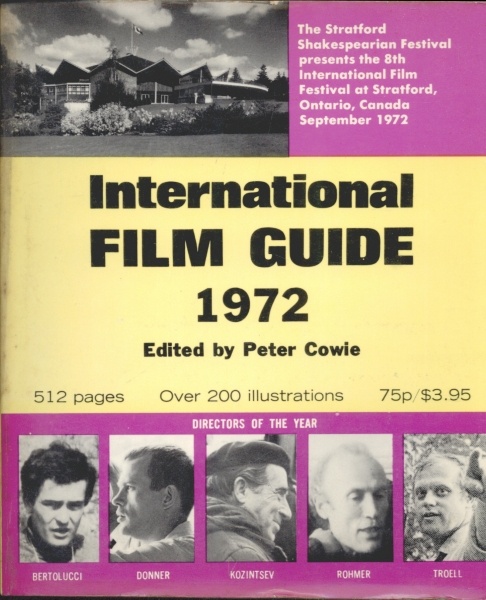 The Stratford
Shakespearian Festival
presents the 8th
International Film
Festival at Stratford,
Ontario, Canada
September 1972
International
FILM GUIDE
1972
Edited by Peter Cowie
512 pages Over 200 illustrations 75p/$3.95
DIRECTORS OF THE YEAR
BERTOLUCCI DONNER KOZINTSEV ROHMER TROELL